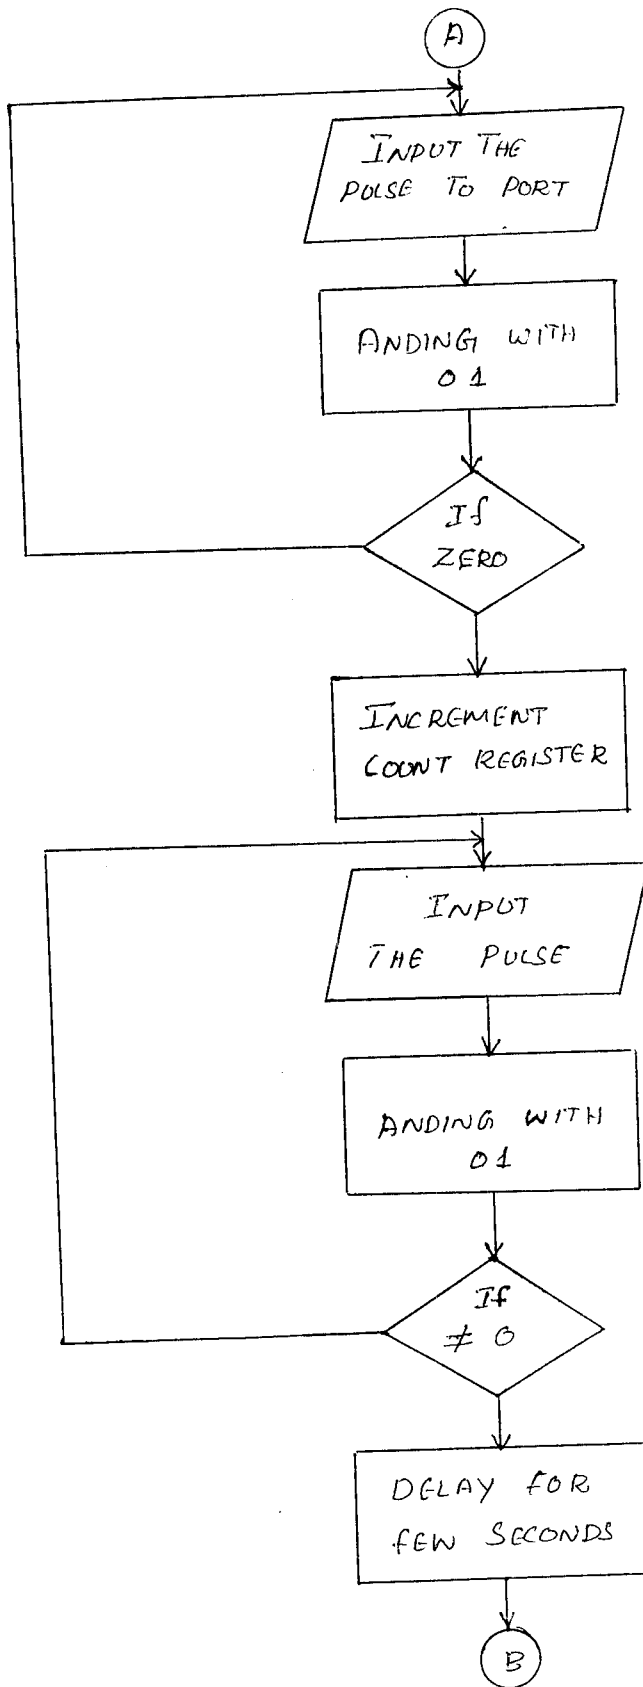 A
INPUT THE
PULSE TO PORT
ANDING WITH
01
If
ZERO
INCREMENT
COUNT REGISTER
INPUT
THE PULSE
ANDING WITH
01
If
≠ 0
DELAY FOR
FEW SECONDS
B